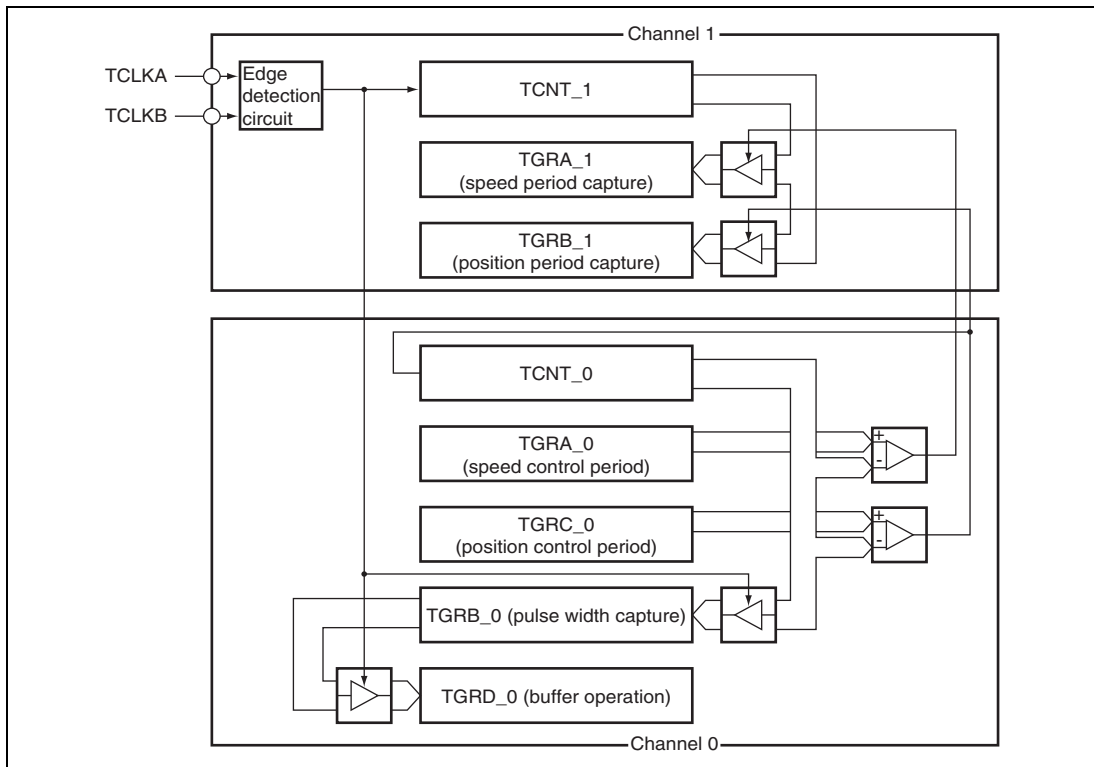 Channel 1
TCLKA
TCLKB
Edge
detection
circuit
TCNT_1
TGRA_1
(speed period capture)
TGRB_1
(position period capture)
TCNT_0
TGRA_0
(speed control period)
+
-
TGRC_0
(position control period)
+
-
TGRB_0 (pulse width capture)
TGRD_0 (buffer operation)
Channel 0